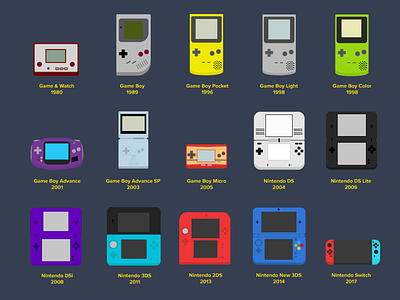 Game & Watch
1980
Game Boy
1989
Game Boy Pocket
1996
Game Boy Light
1998
Game Boy Color
1998
Game Boy Advance
2001
Game Boy Advance SP
2003
Game Boy Micro
2005
Nintendo DS
2004
Nintendo DS Lite
2006
Nintendo DSi
2008
Nintendo 3DS
2011
Nintendo 2DS
2013
Nintendo New 3DS
2014
Nintendo Switch
2017